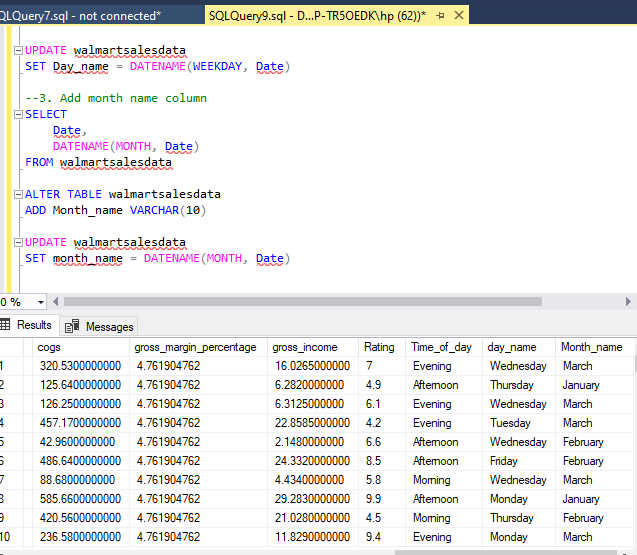 SQLQuery7.sql - not connected* SQLQuery9.sql - D...P-TR5OEDK\hp (62))*
UPDATE walmartsalesdata
SET Day_name = DATENAME(WEEKDAY, Date)
--3. Add month name column
SELECT
Date,
DATENAME(MONTH, Date)
FROM walmartsalesdata
ALTER TABLE walmartsalesdata
ADD Month_name VARCHAR(10)
UPDATE walmartsalesdata
SET month_name = DATENAME(MONTH, Date)
0 %
Results Messages
cogs gross_margin_percentage gross_income Rating Time_of_day day_name Month_name
1 320.5300000000 4.761904762 16.0265000000 7 Evening Wednesday March
2 125.6400000000 4.761904762 6.2820000000 4.9 Afternoon Thursday January
3 126.2500000000 4.761904762 6.3125000000 6.1 Evening Wednesday March
4 457.1700000000 4.761904762 22.8585000000 4.2 Evening Tuesday March
5 42.9600000000 4.761904762 2.1480000000 6.6 Afternoon Wednesday February
6 486.6400000000 4.761904762 24.3320000000 8.5 Afternoon Friday February
7 88.6800000000 4.761904762 4.4340000000 5.8 Morning Wednesday March
8 585.6600000000 4.761904762 29.2830000000 9.9 Afternoon Monday January
9 420.5600000000 4.761904762 21.0280000000 4.5 Morning Thursday March
10 236.5800000000 4.761904762 11.8290000000 9.4 Evening Monday March